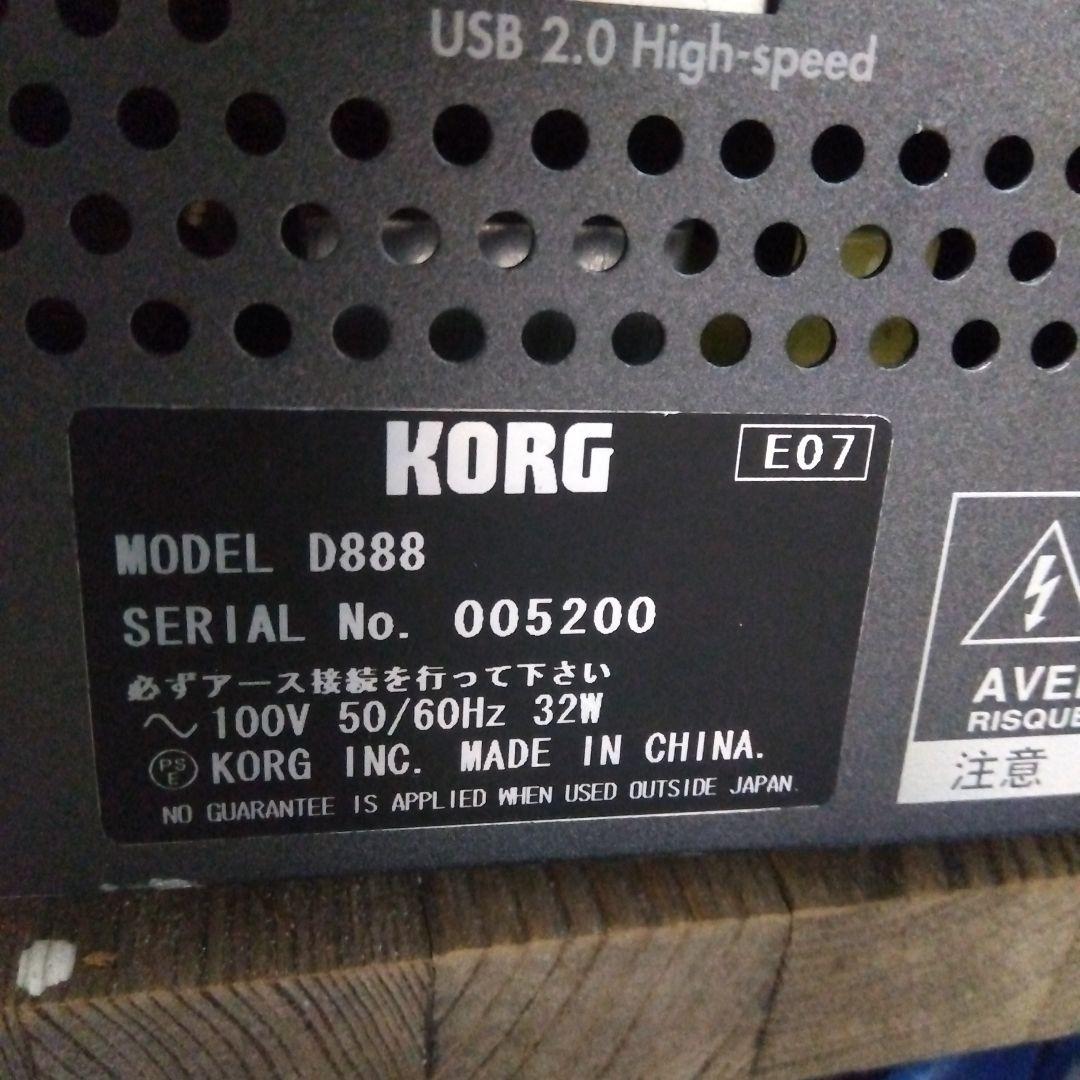 USB 2.0 High-speed
KORG
E07
MODEL D888
SERIAL No. 005200
必ずアース接続を行って下さい
～ 100V 50/60Hz 32W
PSE KORG INC. MADE IN CHINA.
NO GUARANTEE IS APPLIED WHEN USED OUTSIDE JAPAN.
AVE
RISQUE
注意